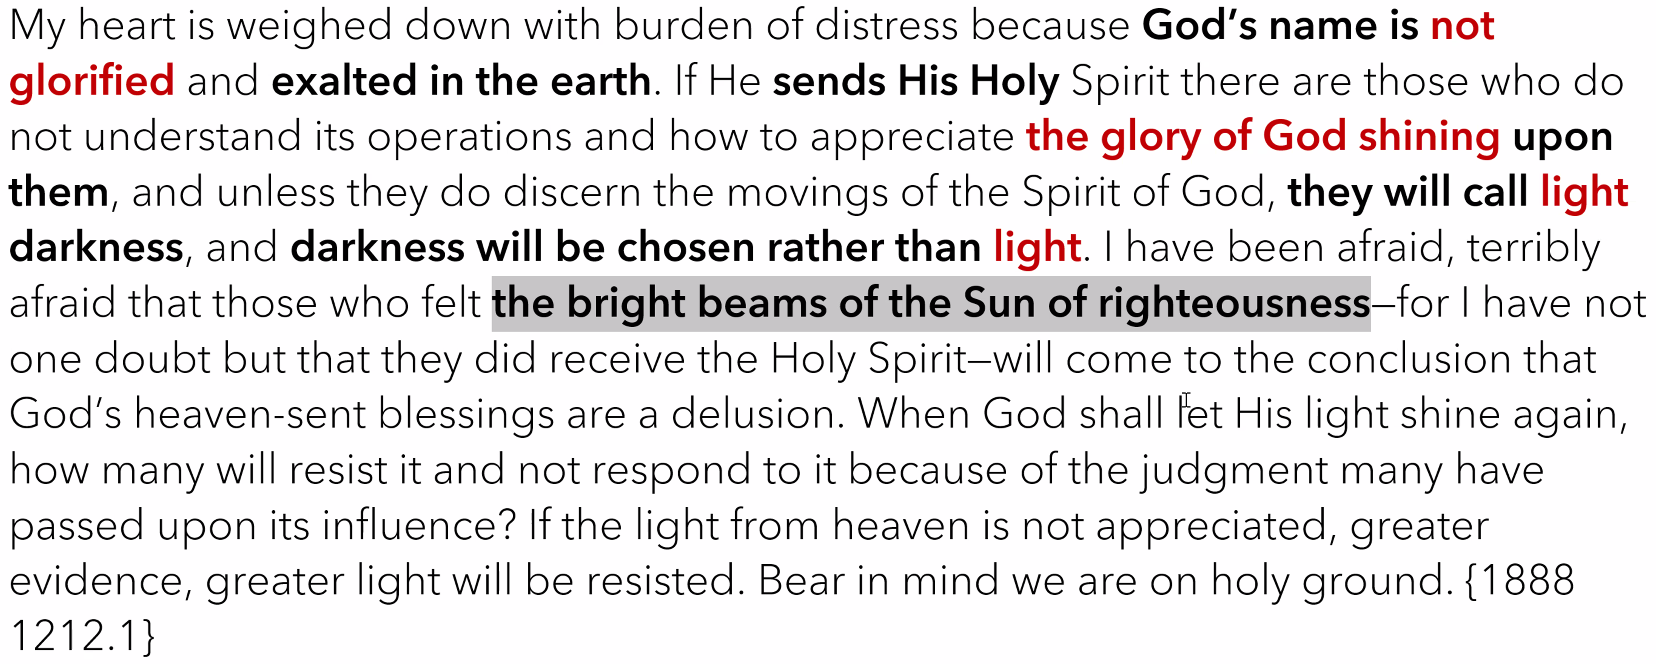 My heart is weighed down with burden of distress because God’s name is not
glorified and exalted in the earth. If He sends His Holy Spirit there are those who do
not understand its operations and how to appreciate the glory of God shining upon
them, and unless they do discern the movings of the Spirit of God, they will call light
darkness, and darkness will be chosen rather than light. I have been afraid, terribly
afraid that those who felt the bright beams of the Sun of righteousness—for I have not
one doubt but that they did receive the Holy Spirit—will come to the conclusion that
God’s heaven-sent blessings are a delusion. When God shall let His light shine again,
how many will resist it and not respond to it because of the judgment many have
passed upon its influence? If the light from heaven is not appreciated, greater
evidence, greater light will be resisted. Bear in mind we are on holy ground. {1888
1212.1}